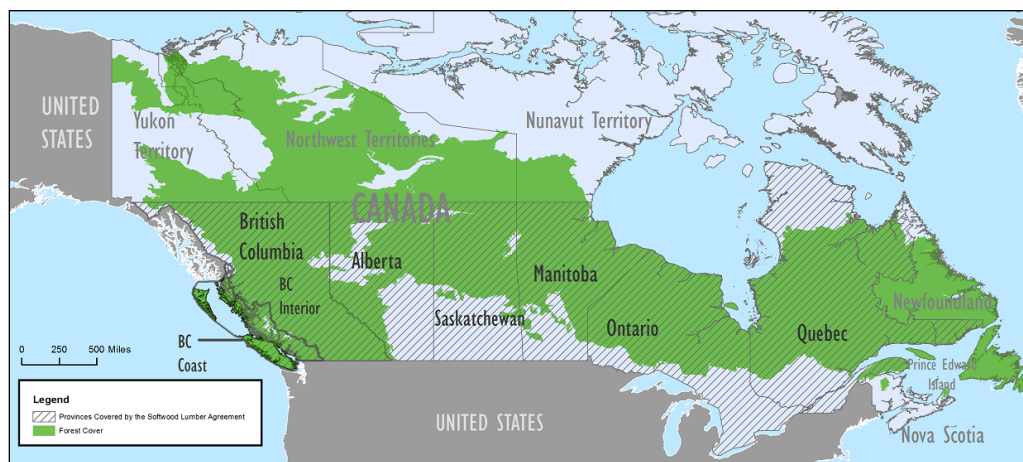 UNITED
STATES
Yukon
Territory
Northwest Territories
Nunavut Territory
CANADA
British
Columbia
BC
Interior
Alberta
Saskatchewan
Manitoba
Ontario
Quebec
Newfoundland
Prince Edward
Island
Nova Scotia
BC
Coast
0 250 500 Miles
UNITED STATES
Legend
Provinces Covered by the Softwood Lumber Agreement
Forest Cover